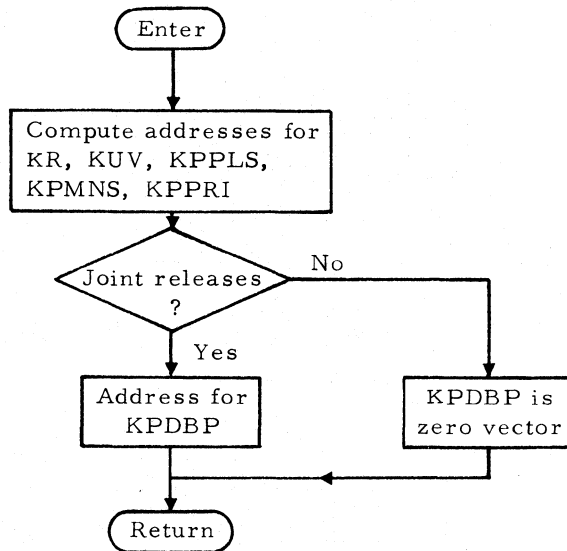 Enter
Compute addresses for
KR, KUV, KPPLS,
KPMNS, KPPRI
Joint releases
?
No
Yes
Address for
KPDBP
KPDBP is
zero vector
Return